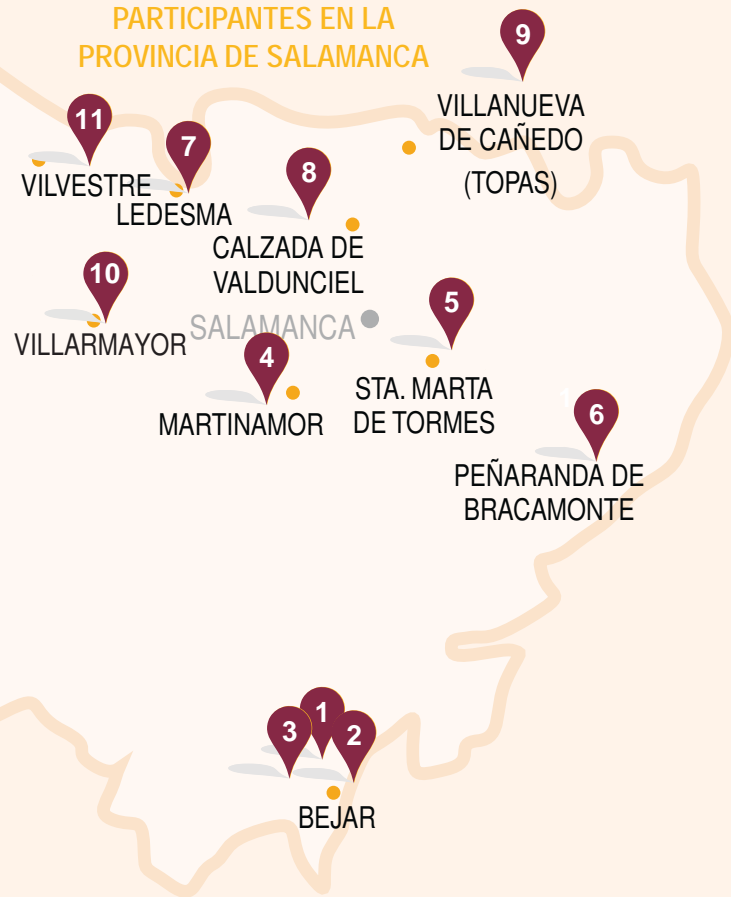 PARTICIPANTES EN LA
PROVINCIA DE SALAMANCA
9
VILLANUEVA
DE CAÑEDO
(TOPAS)
11
VILVESTRE
7
LEDESMA
8
CALZADA DE
VALDUNCIEL
10
VILLARMAYOR
SALAMANCA
5
STA. MARTA
DE TORMES
4
MARTINAMOR
6
PEÑARANDA DE
BRACAMONTE
1
3
2
BEJAR